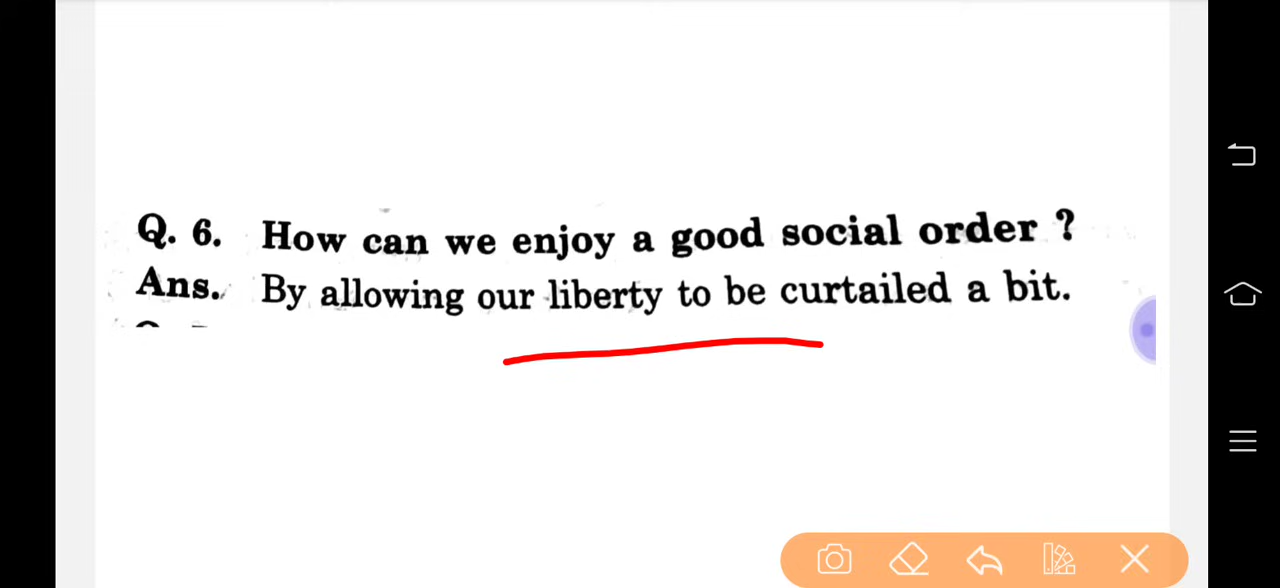 Q. 6. How can we enjoy a good social order ?
Ans. By allowing our liberty to be curtailed a bit.